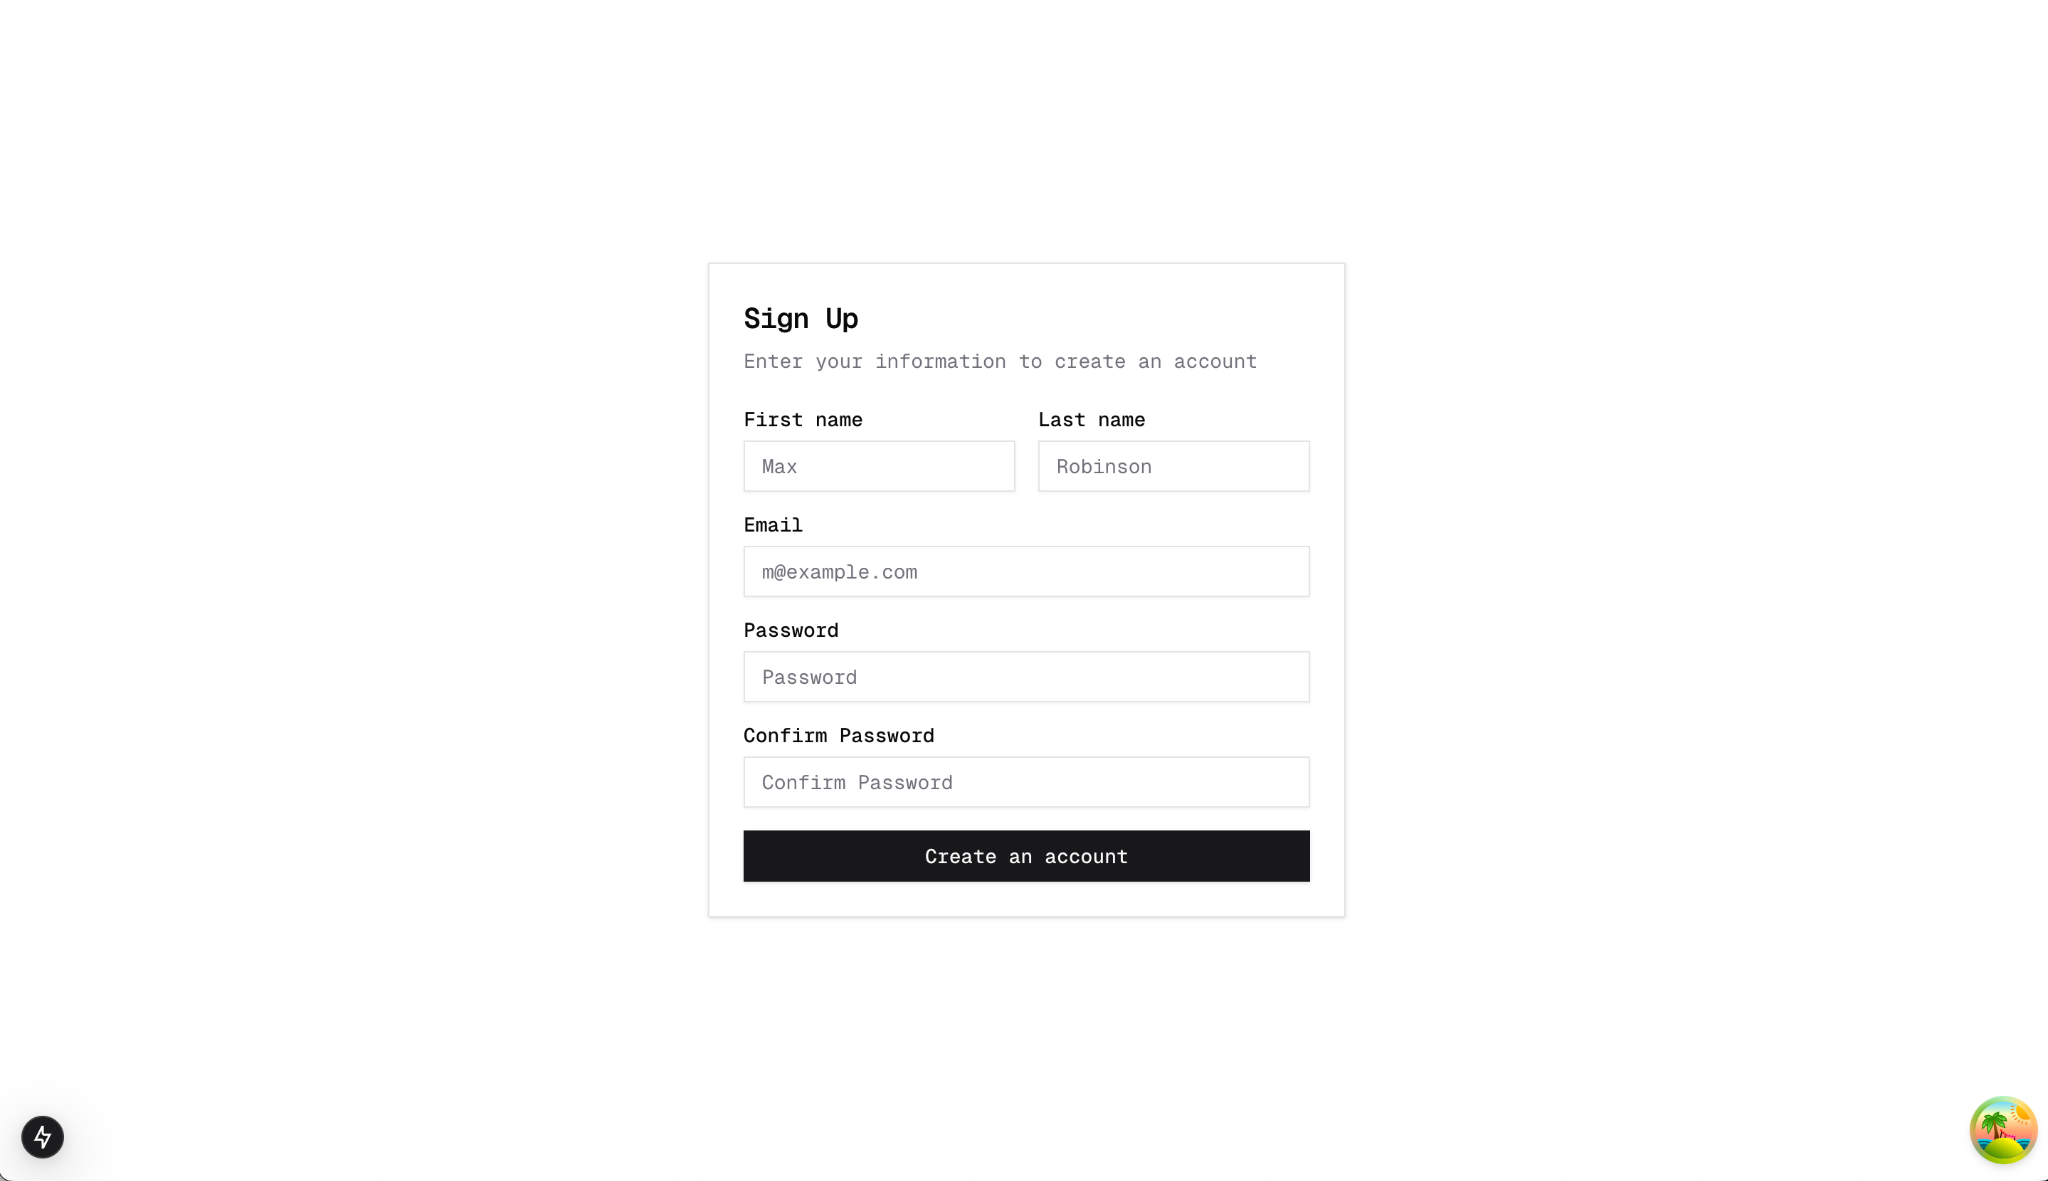 Sign Up
Enter your information to create an account
First name
Last name
Max
Robinson
Email
m@example.com
Password
Password
Confirm Password
Confirm Password
Create an account